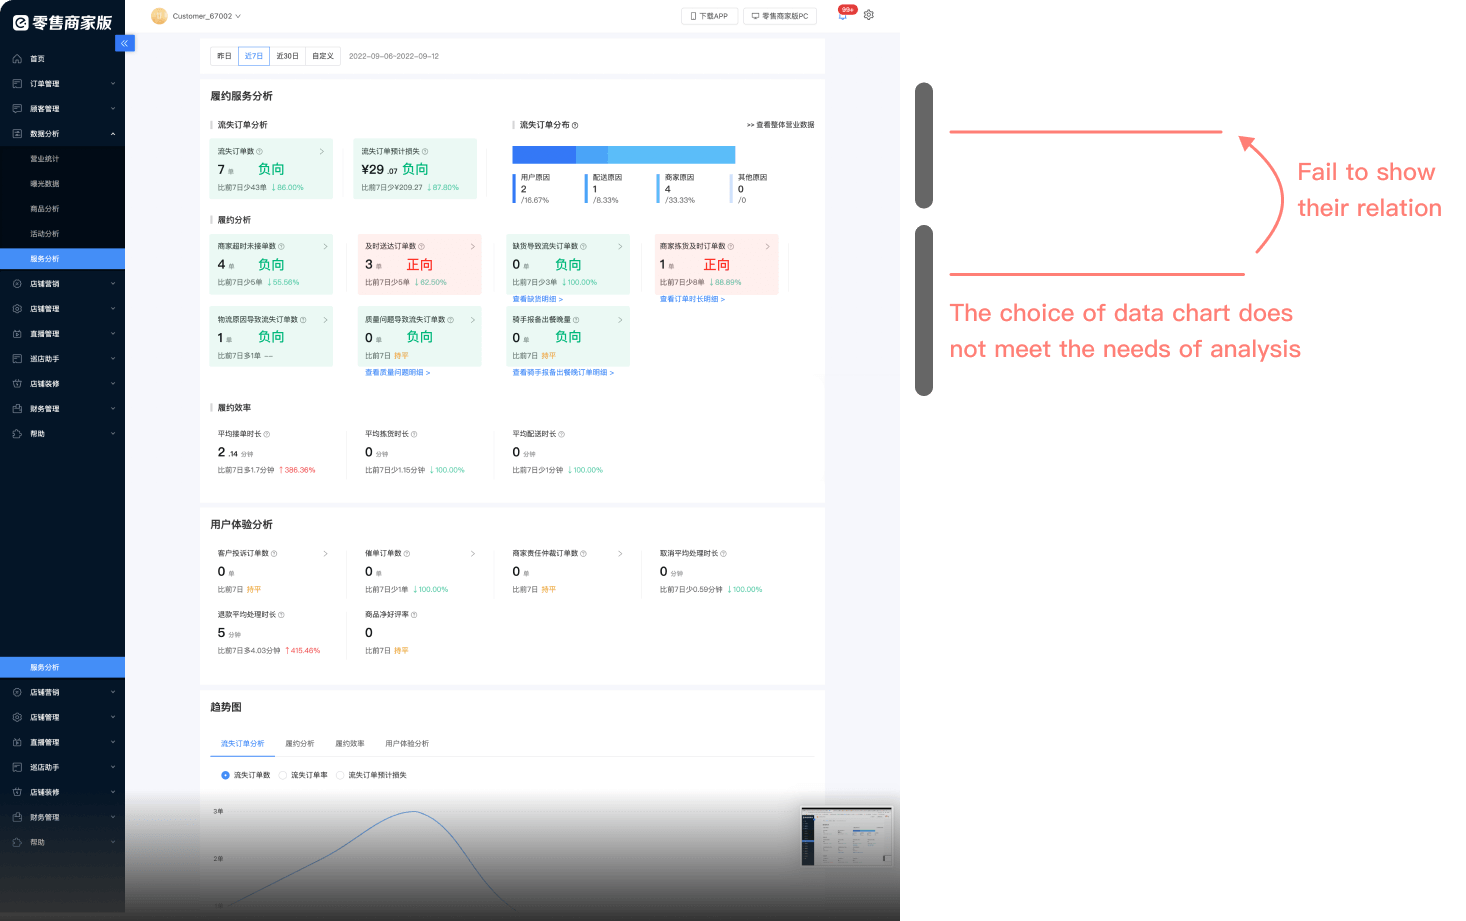 零售商家版
Customer_67002
下载APP
零售商家版PC
99+
首页
订单管理
顾客管理
数据分析
营业统计
曝光数据
商品分析
活动分析
服务分析
店铺营销
店铺管理
直播管理
巡店助手
店铺装修
财务管理
帮助
服务分析
店铺营销
店铺管理
直播管理
巡店助手
店铺装修
财务管理
帮助
昨日 近7日 近30日 自定义 2022-09-06~2022-09-12
履约服务分析
流失订单分析
流失订单数
7 单 负向
比前7日少43单 ↓86.00%
流失订单预计损失
¥29 .07 负向
比前7日少¥209.27 ↓87.80%
流失订单分布
>> 查看整体营业数据
用户原因
2
/16.67%
配送原因
1
/8.33%
商家原因
4
/33.33%
其他原因
0
/0
履约分析
商家超时未接单数
4 单 负向
比前7日少5单 ↓55.56%
及时送达订单数
3 单 正向
比前7日少5单 ↓62.50%
缺货导致流失订单数
0 单 负向
比前7日少3单 ↓100.00%
查看缺货明细 >
商家拣货及时订单数
1 单 正向
比前7日少8单 ↓88.89%
查看订单时长明细 >
物流原因导致流失订单数
1 单 负向
比前7日多1单 --
质量问题导致流失订单数
0 单 负向
比前7日 持平
查看质量问题明细 >
骑手报备出餐晚量
0 单 负向
比前7日 持平
查看骑手报备出餐晚订单明细 >
履约效率
平均接单时长
2 .14 分钟
比前7日多1.7分钟 ↑386.36%
平均拣货时长
0 分钟
比前7日少1.15分钟 ↓100.00%
平均配送时长
0 分钟
比前7日少1分钟 ↓100.00%
用户体验分析
客户投诉订单数
0 单
比前7日 持平
催单订单数
0 单
比前7日少1单 ↓100.00%
商家责任仲裁订单数
0 单
比前7日 持平
取消平均处理时长
0 分钟
比前7日少0.59分钟 ↓100.00%
退款平均处理时长
5 分钟
比前7日多4.03分钟 ↑415.46%
商品净好评率
0
比前7日 持平
趋势图
流失订单分析 履约分析 履约效率 用户体验分析
流失订单数 流失订单率 流失订单预计损失
3单
2单
Fail to show
their relation
The choice of data chart does
not meet the needs of analysis